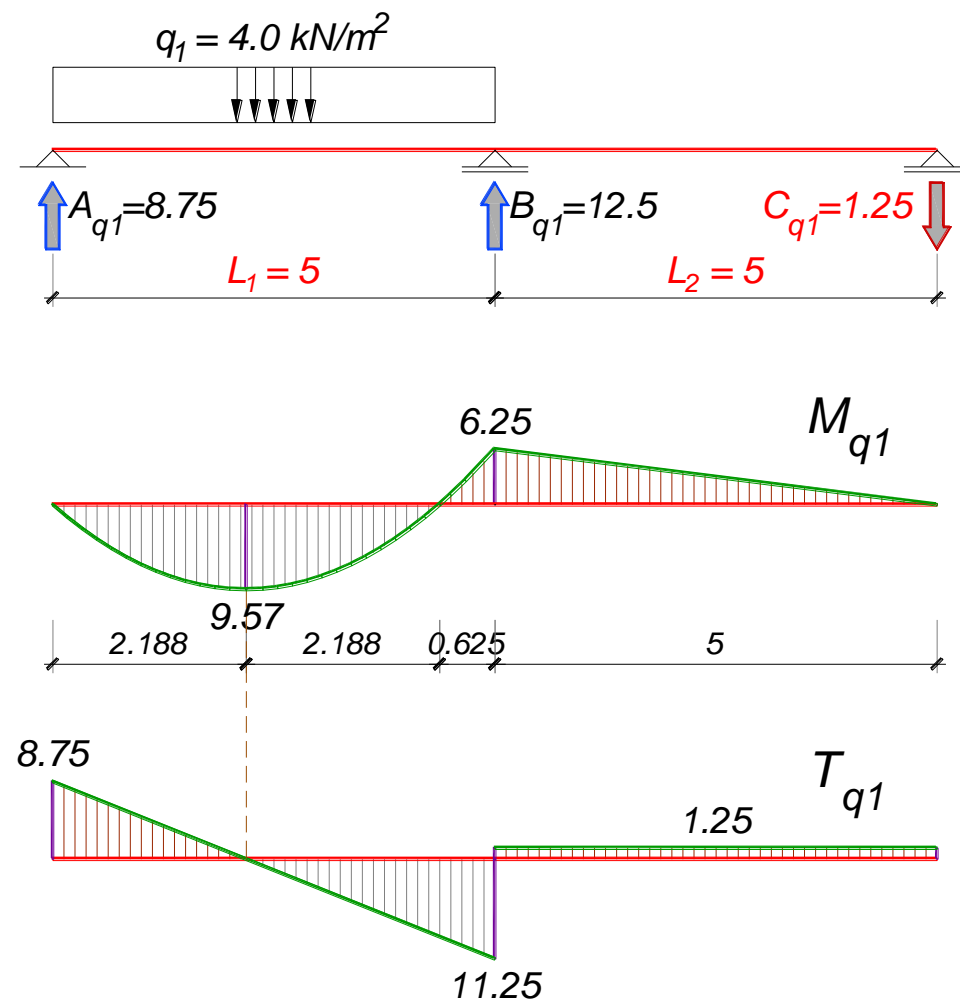 q1 = 4.0 kN/m²
Aq1=8.75 Bq1=12.5 Cq1=1.25
L1 = 5 L2 = 5
Mq1
6.25
9.57
2.188 2.188 0.625 5
8.75
Tq1
1.25
11.25